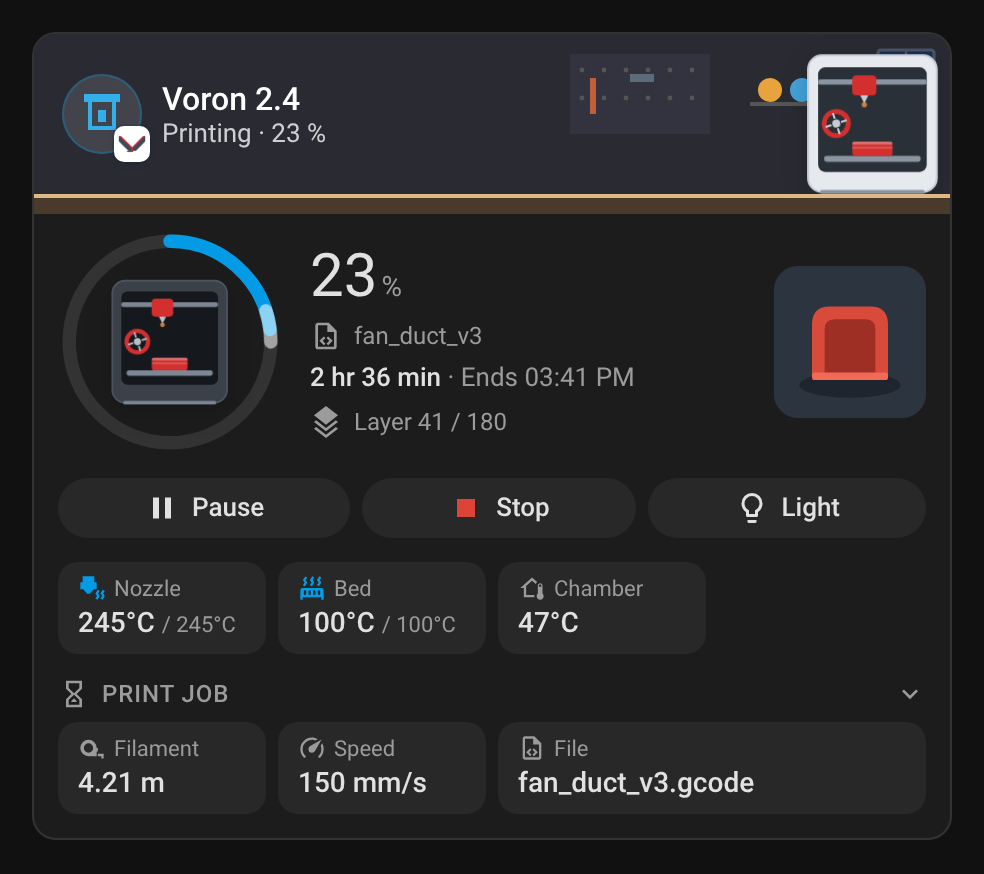 Voron 2.4
Printing · 23 %
23 %
fan_duct_v3
2 hr 36 min · Ends 03:41 PM
Layer 41 / 180
Pause
Stop
Light
Nozzle
245°C / 245°C
Bed
100°C / 100°C
Chamber
47°C
PRINT JOB
Filament
4.21 m
Speed
150 mm/s
File
fan_duct_v3.gcode